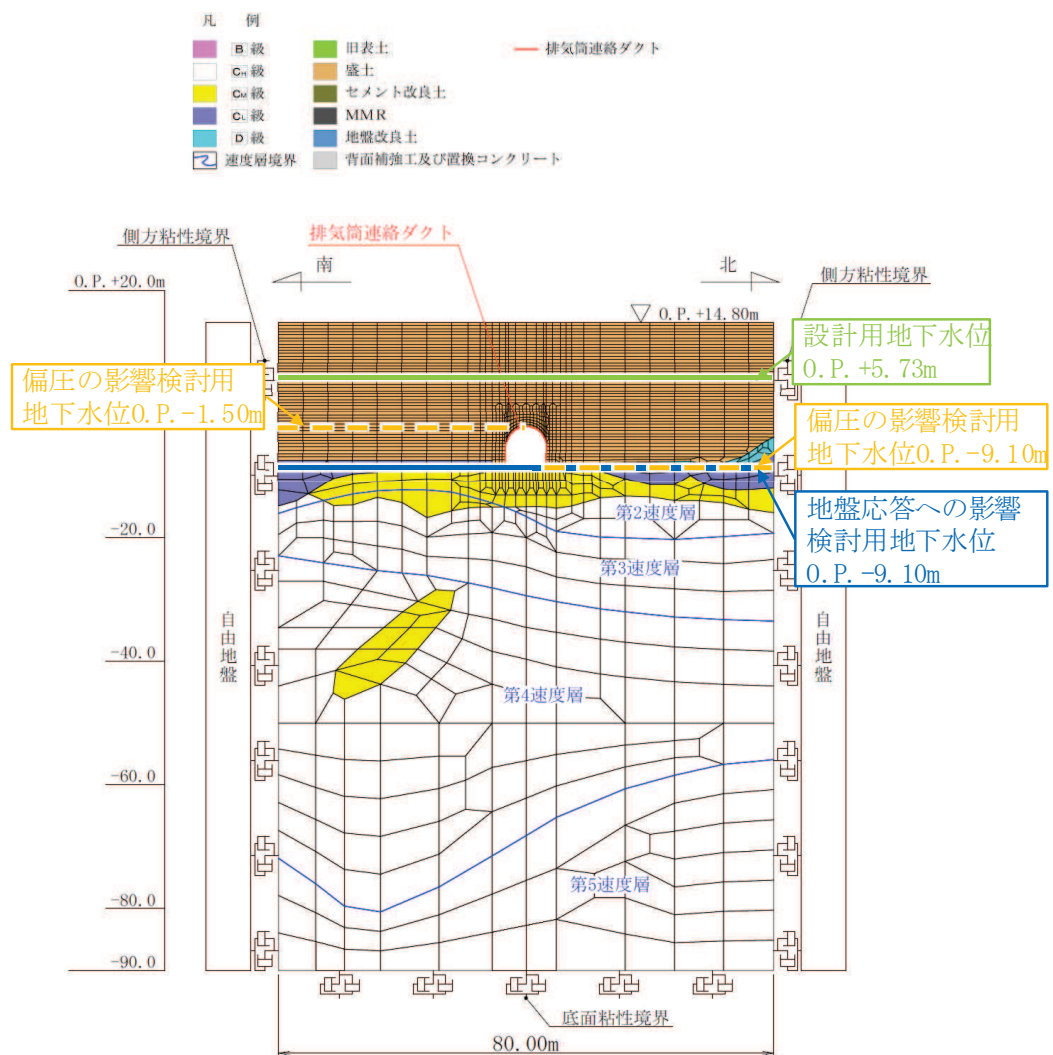 凡 例
B 級
CH 級
CM 級
CL 級
D 級
速度層境界
旧表土
盛土
セメント改良土
MMR
地盤改良土
背面補強工及び置換コンクリート
排気筒連絡ダクト
側方粘性境界
排気筒連絡ダクト
南
北
側方粘性境界
O.P.+20.0m
O.P.+14.80m
設計用地下水位
O.P.+5.73m
偏圧の影響検討用
地下水位O.P.-1.50m
偏圧の影響検討用
地下水位O.P.-9.10m
地盤応答への影響
検討用地下水位
O.P.-9.10m
-20.0
-40.0
-60.0
-80.0
-90.0
自由地盤
自由地盤
第2速度層
第3速度層
第4速度層
第5速度層
底面粘性境界
80.00m